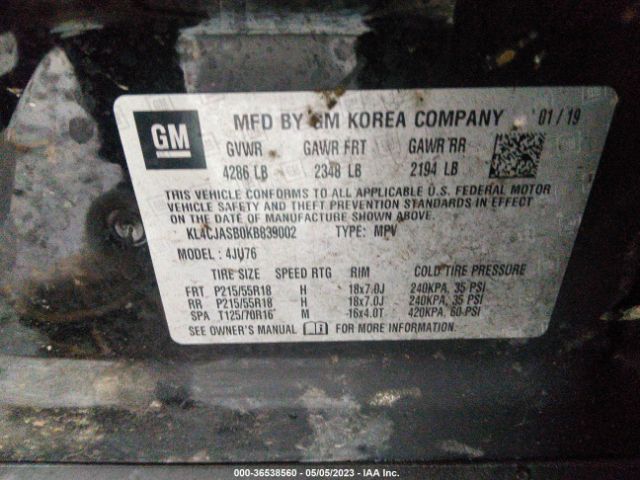 GM
MFD BY GM KOREA COMPANY 01/19
GVWR GAWR FRT GAWR RR
4286 LB 2348 LB 2194 LB
THIS VEHICLE CONFORMS TO ALL APPLICABLE U.S. FEDERAL MOTOR
VEHICLE SAFETY AND THEFT PREVENTION STANDARDS IN EFFECT
ON THE DATE OF MANUFACTURE SHOWN ABOVE.
KL4CJASB0KB839002 TYPE: MPV
MODEL: 4JU76
TIRE SIZE SPEED RTG RIM COLD TIRE PRESSURE
FRT P215/55R18 H 18x7.0J 240KPA, 35 PSI
RR P215/55R18 H 18x7.0J 240KPA, 35 PSI
SPA T125/70R16 M 16x4.0T 420KPA, 60 PSI
SEE OWNER'S MANUAL FOR MORE INFORMATION.
000-36538560 - 05/05/2023 - IAA Inc.